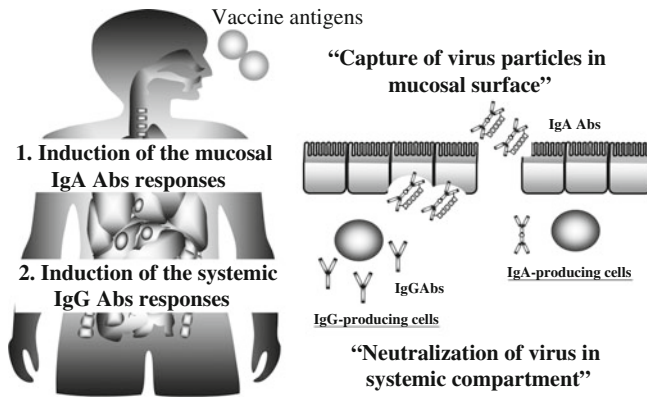 Vaccine antigens
1. Induction of the mucosal
IgA Abs responses
2. Induction of the systemic
IgG Abs responses
“Capture of virus particles in
mucosal surface”
IgA Abs
IgGAbs
IgG-producing cells
IgA-producing cells
“Neutralization of virus in
systemic compartment”